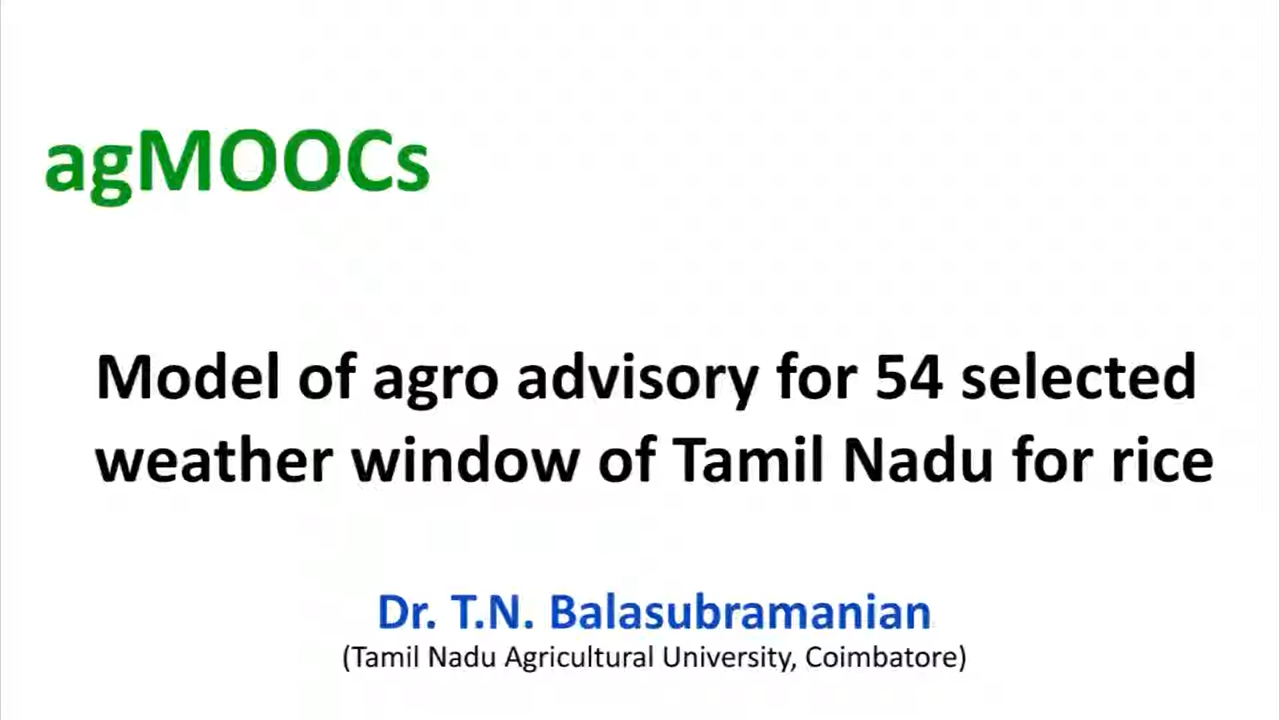 agMOOCs
Model of agro advisory for 54 selected
weather window of Tamil Nadu for rice
Dr. T.N. Balasubramanian
(Tamil Nadu Agricultural University, Coimbatore)